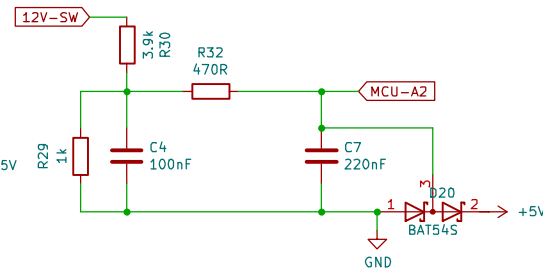 12V-SW
3.9k
R30
R32
470R
MCU-A2
R29
1k
C4
100nF
C7
220nF
5V
3
D20
1
2
+5V
BAT54S
GND